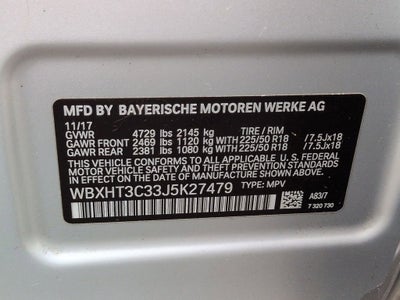 MFD BY BAYERISCHE MOTOREN WERKE AG
11/17 TIRE / RIM
GVWR 4729 lbs 2145 kg
GAWR FRONT 2469 lbs 1120 kg WITH 225/50 R18 /7.5Jx18
GAWR REAR 2381 lbs 1080 kg WITH 225/50 R18 /7.5Jx18
THIS VEHICLE CONFORMS TO ALL APPLICABLE U.S. FEDERAL
MOTOR VEHICLE SAFETY STANDARDS IN EFFECT ON
THE DATE OF MANUFACTURE SHOWN ABOVE.
WBXHT3C33J5K27479 TYPE: MPV
A83/7
7 320 730